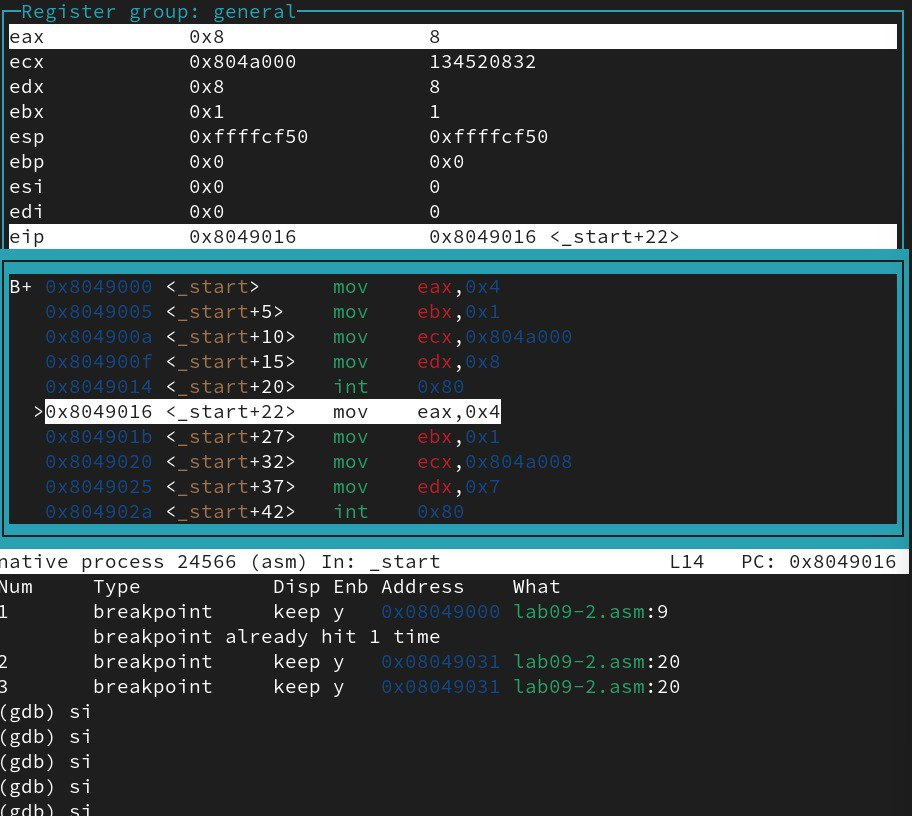 Register group: general
eax 0x8 8
ecx 0x804a000 134520832
edx 0x8 8
ebx 0x1 1
esp 0xffffcf50 0xffffcf50
ebp 0x0 0x0
esi 0x0 0
edi 0x0 0
eip 0x8049016 0x8049016 <_start+22>
B+ 0x8049000 <_start> mov eax,0x4
0x8049005 <_start+5> mov ebx,0x1
0x804900a <_start+10> mov ecx,0x804a000
0x804900f <_start+15> mov edx,0x8
0x8049014 <_start+20> int 0x80
>0x8049016 <_start+22> mov eax,0x4
0x804901b <_start+27> mov ebx,0x1
0x8049020 <_start+32> mov ecx,0x804a008
0x8049025 <_start+37> mov edx,0x7
0x804902a <_start+42> int 0x80
native process 24566 (asm) In: _start L14 PC: 0x8049016
Num Type Disp Enb Address What
1 breakpoint keep y 0x08049000 lab09-2.asm:9
breakpoint already hit 1 time
2 breakpoint keep y 0x08049031 lab09-2.asm:20
3 breakpoint keep y 0x08049031 lab09-2.asm:20
(gdb) si
(gdb) si
(gdb) si
(gdb) si
(gdb) si